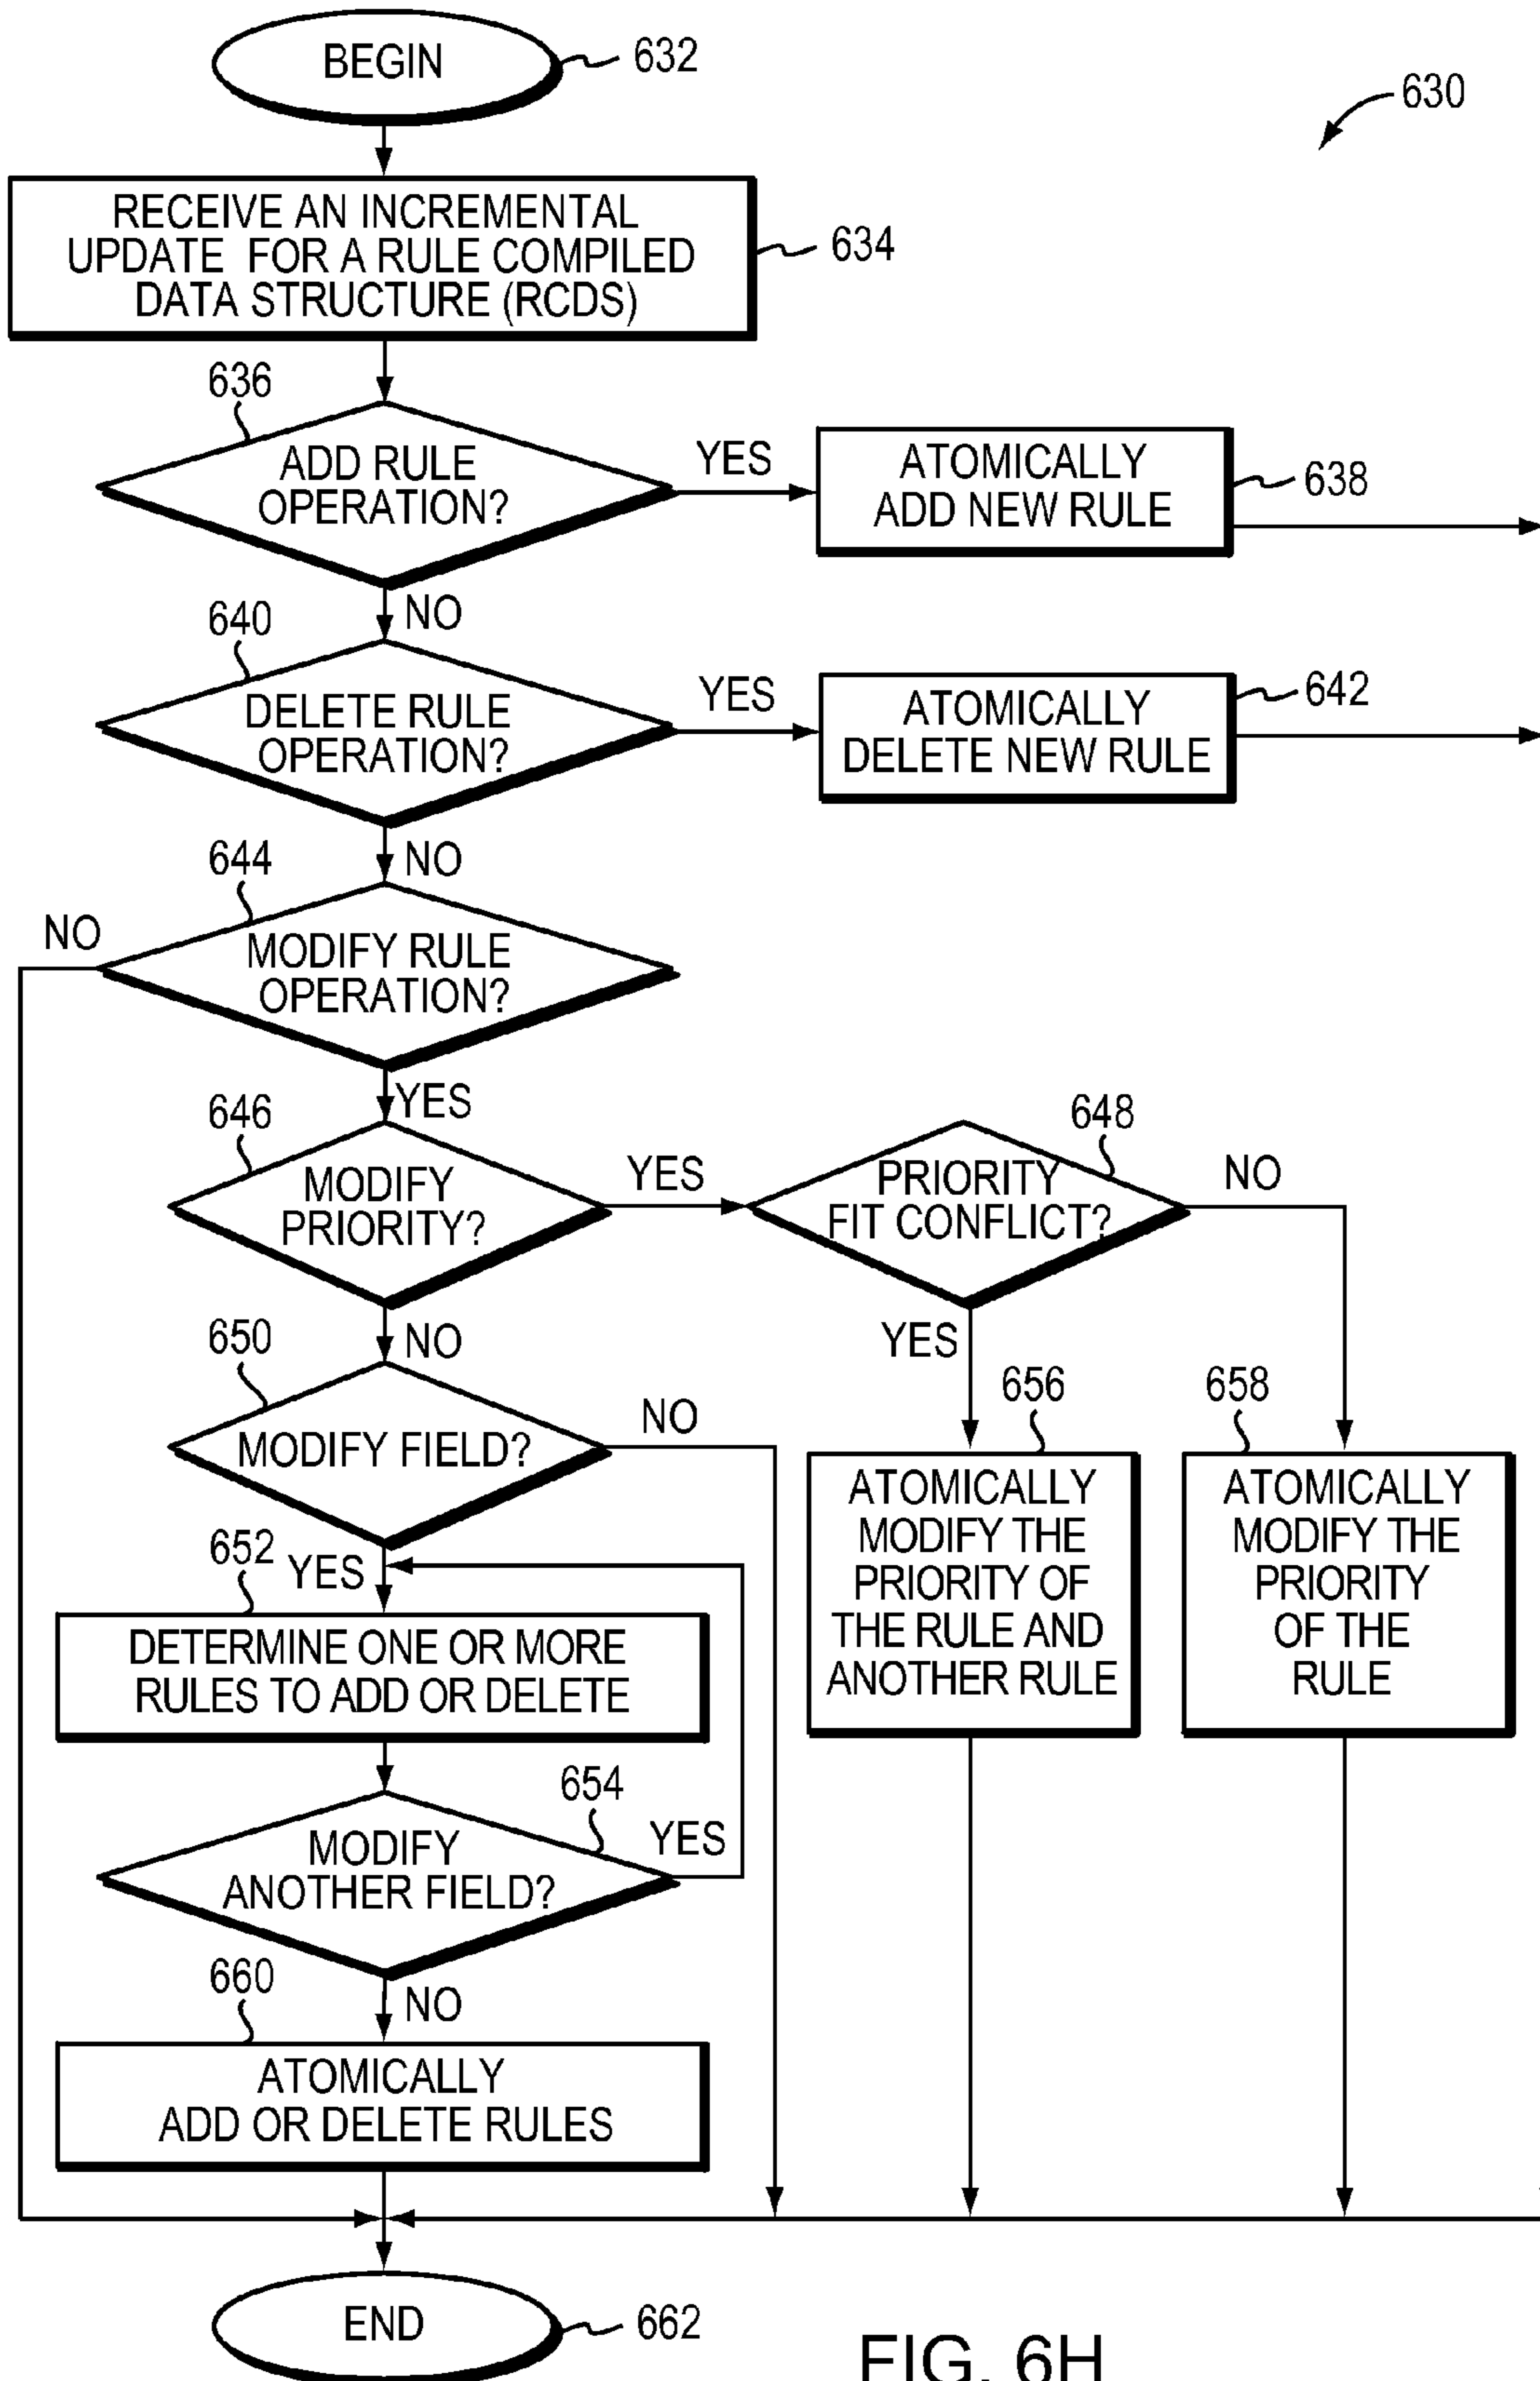 BEGIN
632
630
RECEIVE AN INCREMENTAL
UPDATE FOR A RULE COMPILED
DATA STRUCTURE (RCDS)
634
636
ADD RULE
OPERATION?
YES
ATOMICALLY
ADD NEW RULE
638
NO
640
DELETE RULE
OPERATION?
YES
ATOMICALLY
DELETE NEW RULE
642
NO
644
NO
MODIFY RULE
OPERATION?
YES
646
MODIFY
PRIORITY?
YES
648
PRIORITY
FIT CONFLICT?
NO
NO
650
MODIFY FIELD?
NO
YES
656
ATOMICALLY
MODIFY THE
PRIORITY OF
THE RULE AND
ANOTHER RULE
658
ATOMICALLY
MODIFY THE
PRIORITY
OF THE
RULE
652
YES
DETERMINE ONE OR MORE
RULES TO ADD OR DELETE
654
MODIFY
ANOTHER FIELD?
YES
NO
660
ATOMICALLY
ADD OR DELETE RULES
END
662
FIG. 6H